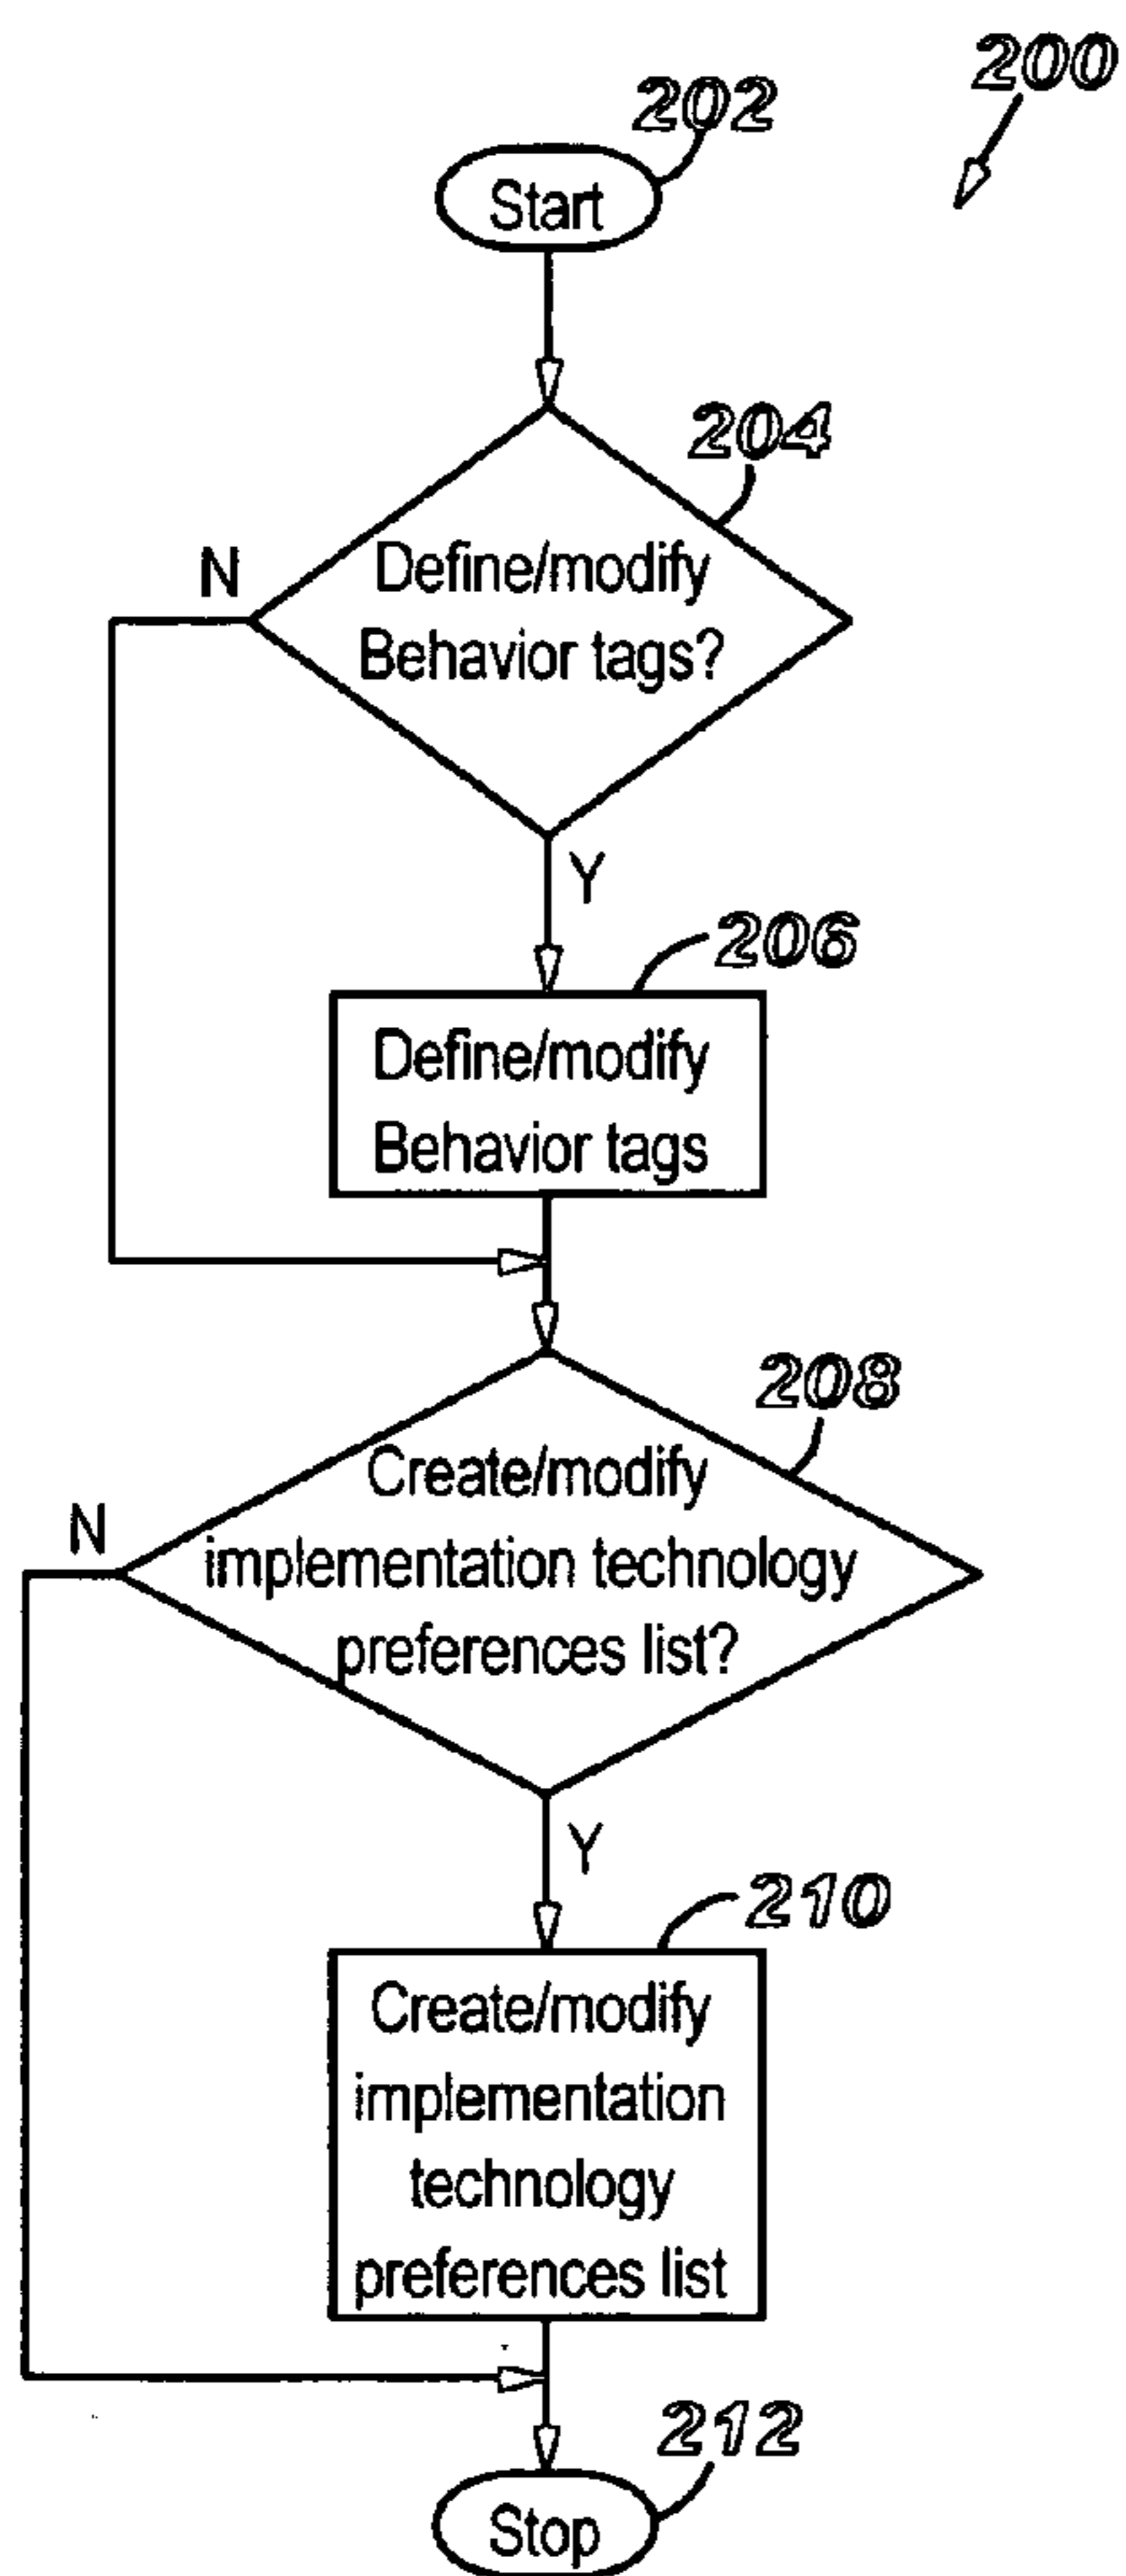 200
202
Start
204
N
Define/modify
Behavior tags?
Y
206
Define/modify
Behavior tags
208
N
Create/modify
implementation technology
preferences list?
Y
210
Create/modify
implementation
technology
preferences list
212
Stop